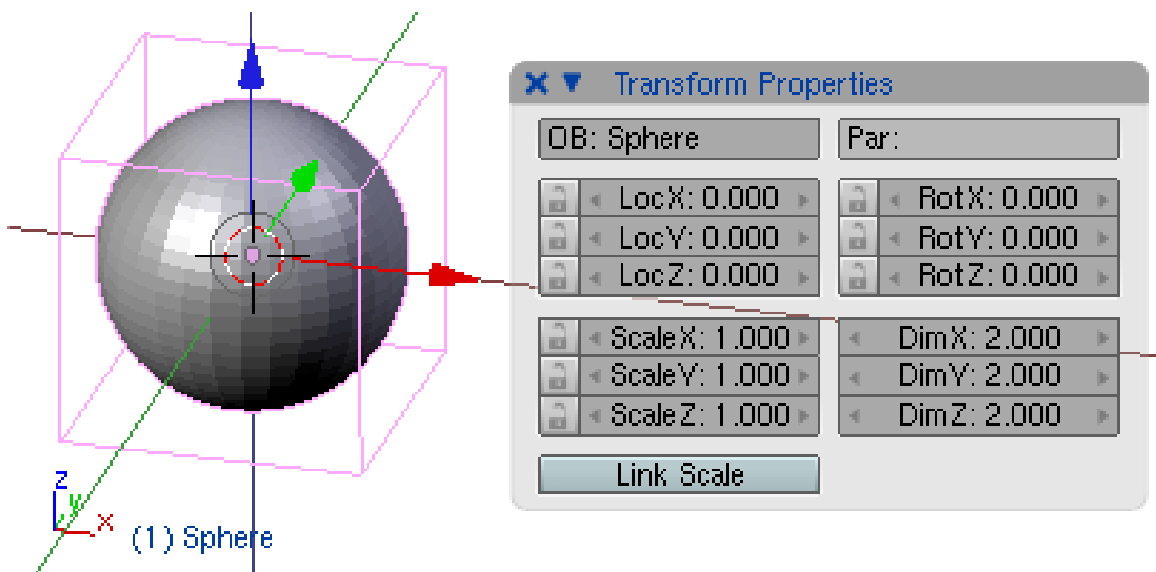 Transform Properties
OB: Sphere
Par:
LocX: 0.000
RotX: 0.000
LocY: 0.000
RotY: 0.000
LocZ: 0.000
RotZ: 0.000
ScaleX: 1.000
DimX: 2.000
ScaleY: 1.000
DimY: 2.000
ScaleZ: 1.000
DimZ: 2.000
Link Scale
z
y
x
(1) Sphere